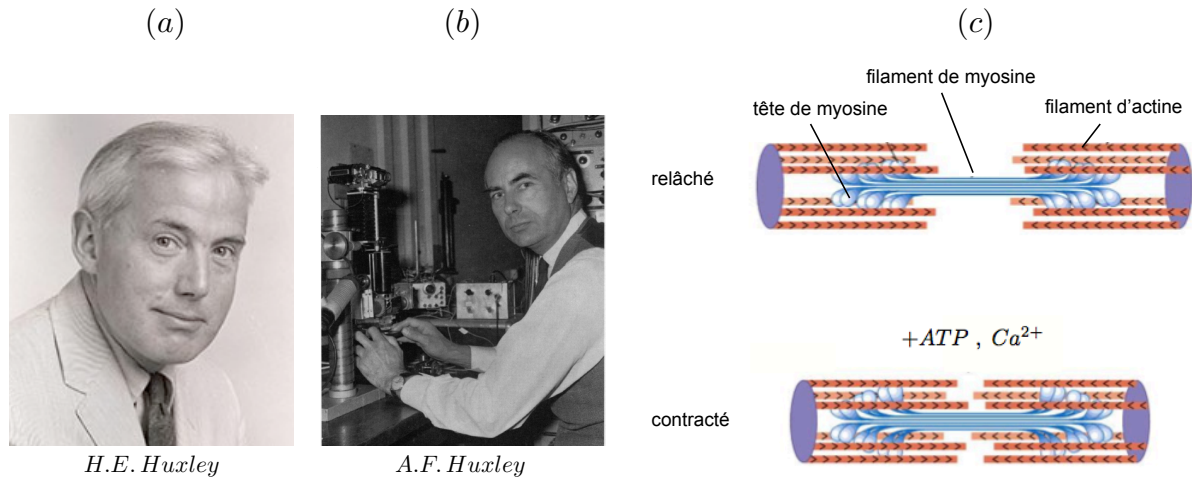 (a)
(b)
(c)
filament de myosine
tête de myosine
filament d'actine
relâché
+ATP , Ca²⁺
contracté
H.E. Huxley
A.F. Huxley